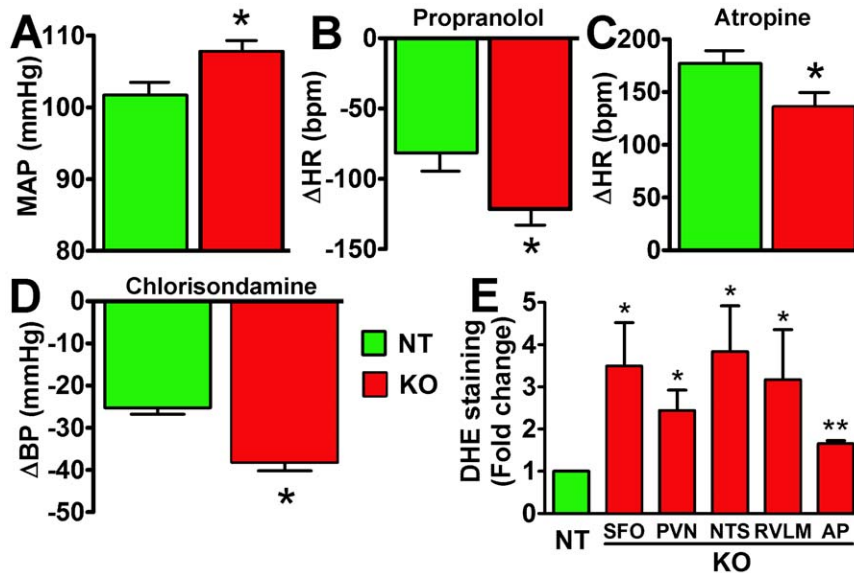 A
MAP (mmHg)
110
100
90
80
*
B
Propranolol
ΔHR (bpm)
0
-50
-100
-150
*
C
Atropine
ΔHR (bpm)
200
150
100
50
0
*
D
Chlorisondamine
ΔBP (mmHg)
0
-10
-20
-30
-40
-50
*
NT
KO
E
DHE staining
(Fold change)
5
4
3
2
1
0
* * * * **
SFO PVN NTS RVLM AP
NT
KO